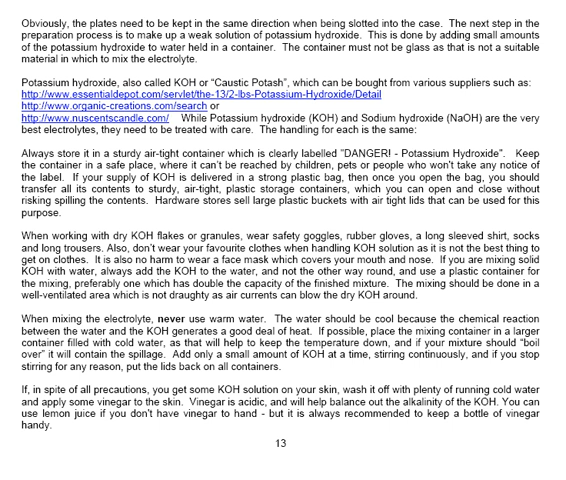 Obviously, the plates need to be kept in the same direction when being slotted into the case. The next step in the
preparation process is to make up a weak solution of potassium hydroxide. This is done by adding small amounts
of the potassium hydroxide to water held in a container. The container must not be glass as that is not a suitable
material in which to mix the electrolyte.
Potassium hydroxide, also called KOH or “Caustic Potash”, which can be bought from various suppliers such as:
http://www.essentialdepot.com/servlet/the-13/2-lbs-Potassium-Hydroxide/Detail
http://www.organic-creations.com/search or
http://www.nuscentscandle.com/ While Potassium hydroxide (KOH) and Sodium hydroxide (NaOH) are the very
best electrolytes, they need to be treated with care. The handling for each is the same:
Always store it in a sturdy air-tight container which is clearly labelled "DANGER! - Potassium Hydroxide". Keep
the container in a safe place, where it can’t be reached by children, pets or people who won't take any notice of
the label. If your supply of KOH is delivered in a strong plastic bag, then once you open the bag, you should
transfer all its contents to sturdy, air-tight, plastic storage containers, which you can open and close without
risking spilling the contents. Hardware stores sell large plastic buckets with air tight lids that can be used for this
purpose.
When working with dry KOH flakes or granules, wear safety goggles, rubber gloves, a long sleeved shirt, socks
and long trousers. Also, don’t wear your favourite clothes when handling KOH solution as it is not the best thing to
get on clothes. It is also no harm to wear a face mask which covers your mouth and nose. If you are mixing solid
KOH with water, always add the KOH to the water, and not the other way round, and use a plastic container for
the mixing, preferably one which has double the capacity of the finished mixture. The mixing should be done in a
well-ventilated area which is not draughty as air currents can blow the dry KOH around.
When mixing the electrolyte, never use warm water. The water should be cool because the chemical reaction
between the water and the KOH generates a good deal of heat. If possible, place the mixing container in a larger
container filled with cold water, as that will help to keep the temperature down, and if your mixture should “boil
over” it will contain the spillage. Add only a small amount of KOH at a time, stirring continuously, and if you stop
stirring for any reason, put the lids back on all containers.
If, in spite of all precautions, you get some KOH solution on your skin, wash it off with plenty of running cold water
and apply some vinegar to the skin. Vinegar is acidic, and will help balance out the alkalinity of the KOH. You can
use lemon juice if you don't have vinegar to hand - but it is always recommended to keep a bottle of vinegar
handy.
13